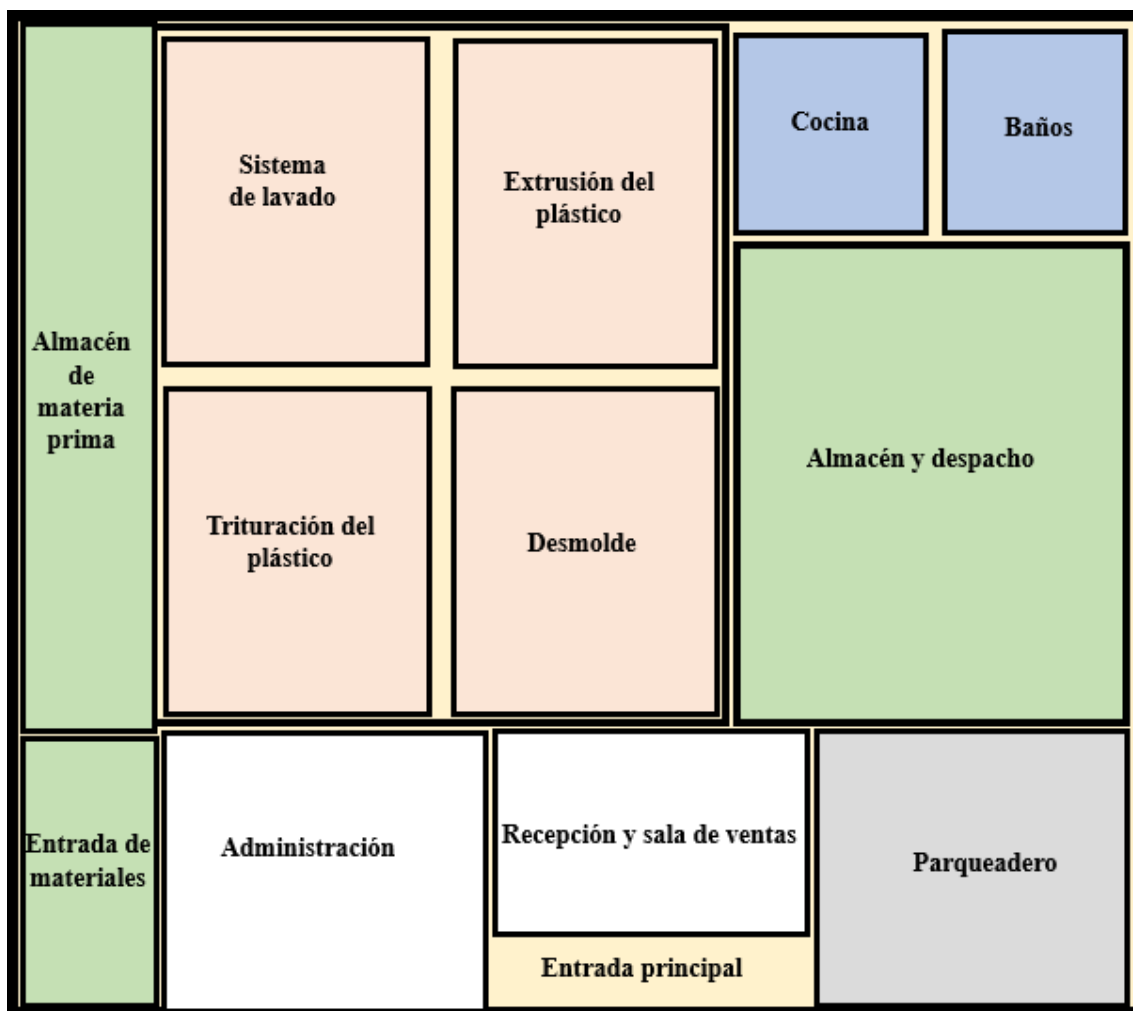 Cocina
Baños
Sistema
de lavado
Extrusión del
plástico
Almacén
de
materia
prima
Almacén y despacho
Trituración del
plástico
Desmolde
Entrada de
materiales
Administración
Recepción y sala de ventas
Parqueadero
Entrada principal